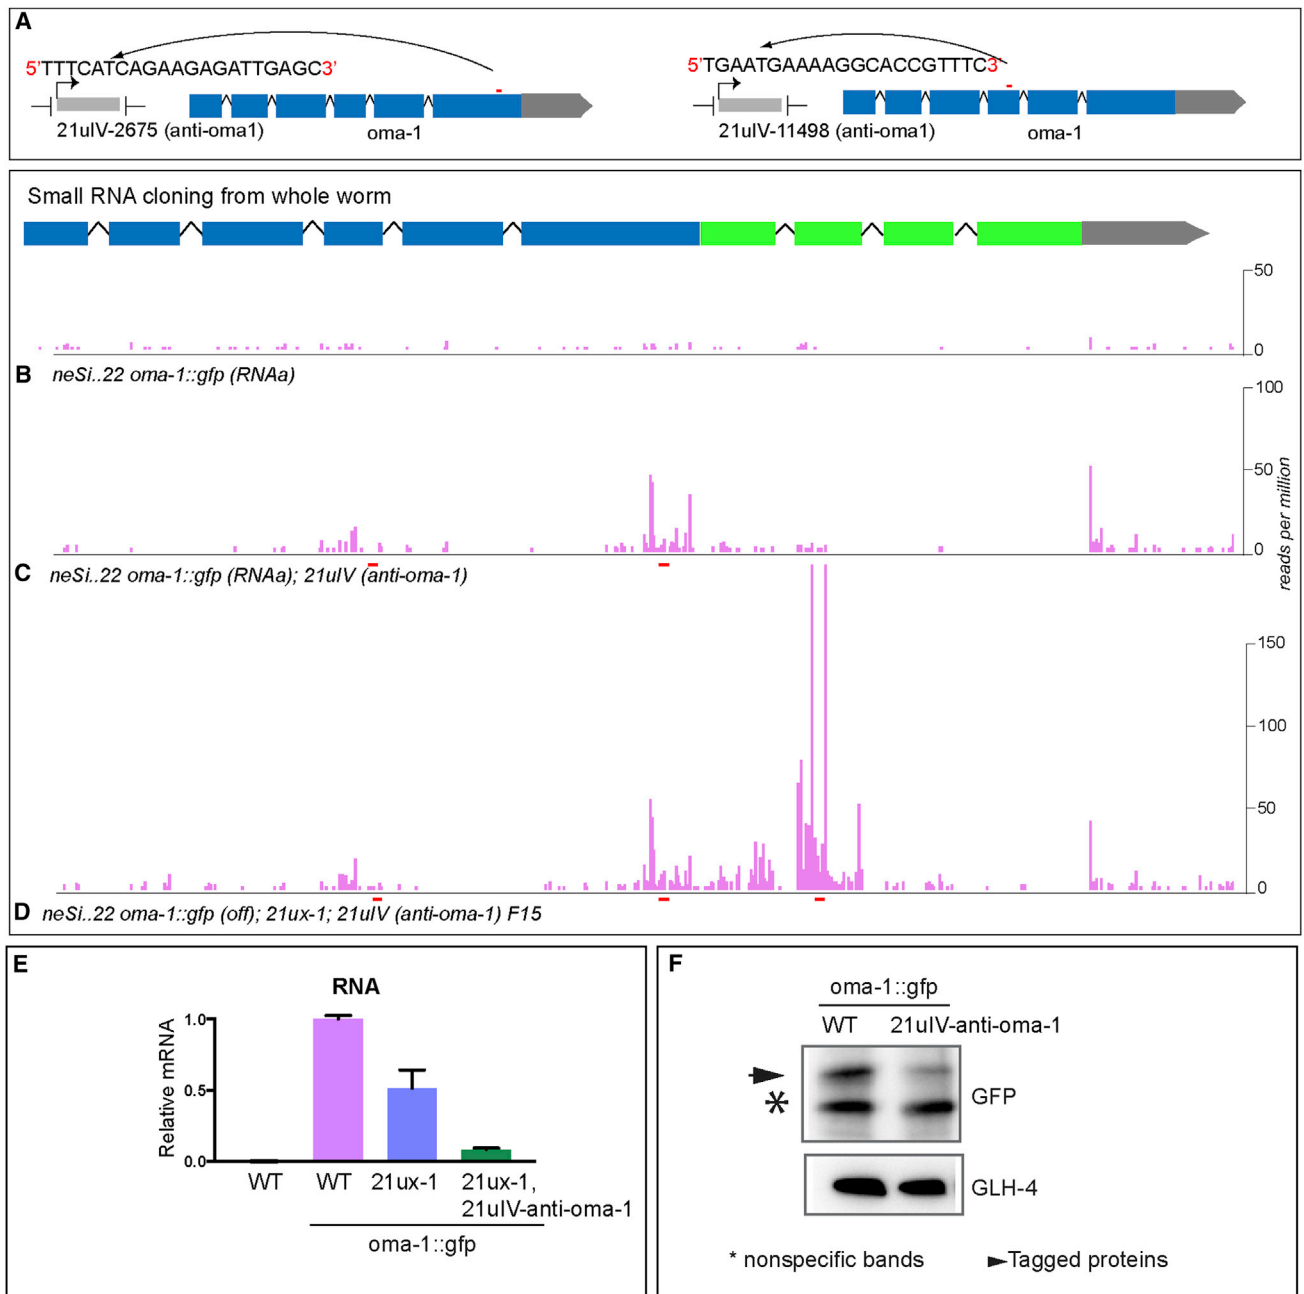 A
5'TTTCATCAGAAGAGATTGAGC3'
21uIV-2675 (anti-oma1)
oma-1
5'TGAATGAAAAGGCACCGTTTC3'
21uIV-11498 (anti-oma1)
oma-1
Small RNA cloning from whole worm
50
0
B neSi..22 oma-1::gfp (RNAa)
100
50
0
reads per million
C neSi..22 oma-1::gfp (RNAa); 21uIV (anti-oma-1)
150
100
50
0
D neSi..22 oma-1::gfp (off); 21ux-1; 21uIV (anti-oma-1) F15
E
RNA
Relative mRNA
1.0
0.5
0.0
WT
WT
21ux-1
21ux-1,
21uIV-anti-oma-1
oma-1::gfp
F
oma-1::gfp
WT 21uIV-anti-oma-1
*
GFP
GLH-4
* nonspecific bands
Tagged proteins